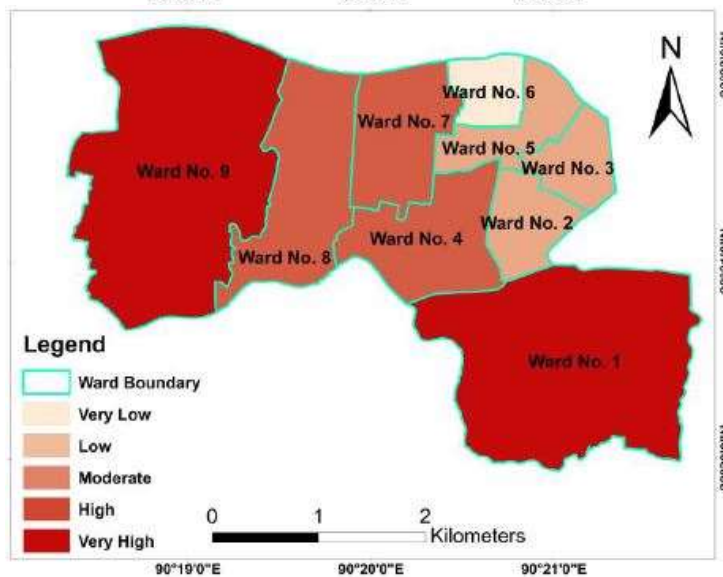 N
Ward No. 6
Ward No. 7
Ward No. 5
Ward No. 9
Ward No. 3
Ward No. 2
Ward No. 4
Ward No. 8
Ward No. 1
Legend
Ward Boundary
Very Low
Low
Moderate
High
Very High
0 1 2
Kilometers
90°19'0"E 90°20'0"E 90°21'0"E